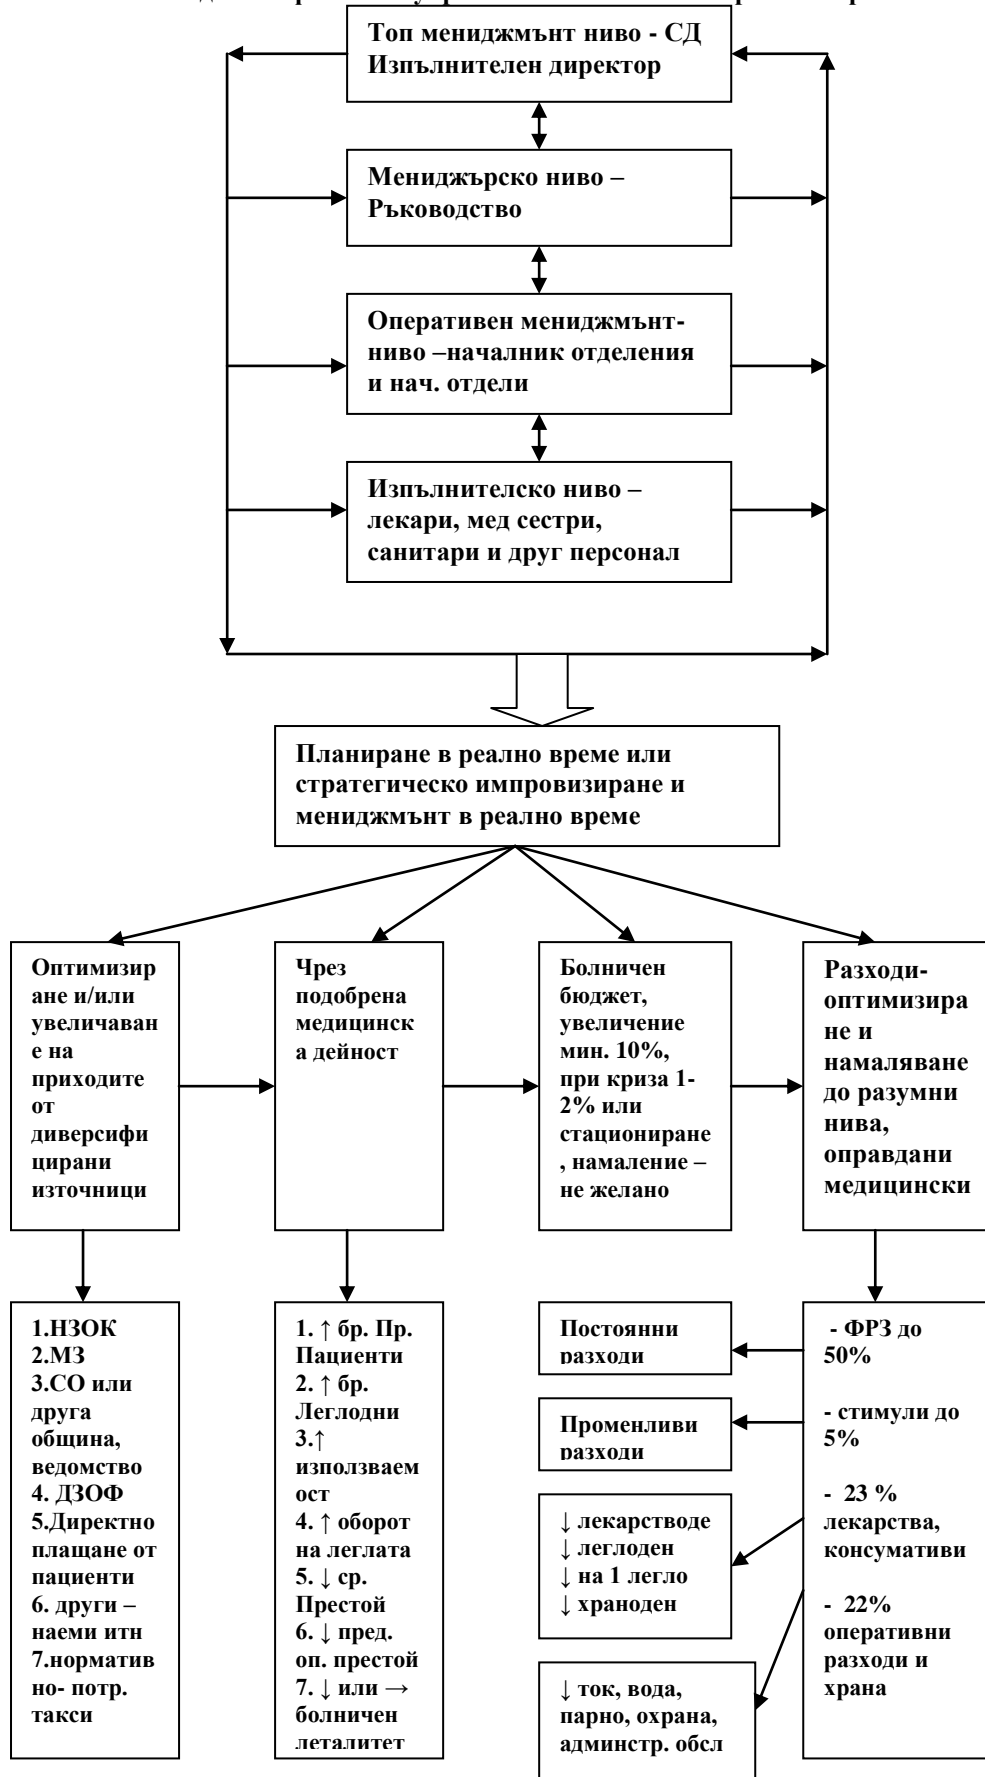 Топ мениджмънт ниво - СД
Изпълнителен директор
Мениджърско ниво –
Ръководство
Оперативен мениджмънт-
ниво –началник отделения
и нач. отдели
Изпълнителско ниво –
лекари, мед сестри,
санитари и друг персонал
Планиране в реално време или
стратегическо импровизиране и
мениджмънт в реално време
Оптимизир
ане и/или
увеличаван
е на
приходите
от
диверсифи
цирани
източници
Чрез
подобрена
медицинск
а дейност
Болничен
бюджет,
увеличение
мин. 10%,
при криза 1-
2% или
стациониране
, намаление –
не желано
Разходи-
оптимизира
не и
намаляване
до разумни
нива,
оправдани
медицински
1.НЗОК
2.МЗ
3.СО или
друга
община,
ведомство
4. ДЗОФ
5.Директно
плащане от
пациенти
6. други –
наеми итн
7.норматив
но- потр.
такси
1. ↑ бр. Пр.
Пациенти
2. ↑ бр.
Леглодни
3.↑
използваем
ост
4. ↑ оборот
на леглата
5. ↓ ср.
Престой
6. ↓ пред.
оп. престой
7. ↓ или →
болничен
леталитет
Постоянни
разходи
Променливи
разходи
↓ лекарстводе
↓ леглоден
↓ на 1 легло
↓ храноден
↓ ток, вода,
парно, охрана,
админстр. обсл
- ФРЗ до
50%
- стимули до
5%
- 23 %
лекарства,
консумативи
- 22%
оперативни
разходи и
храна